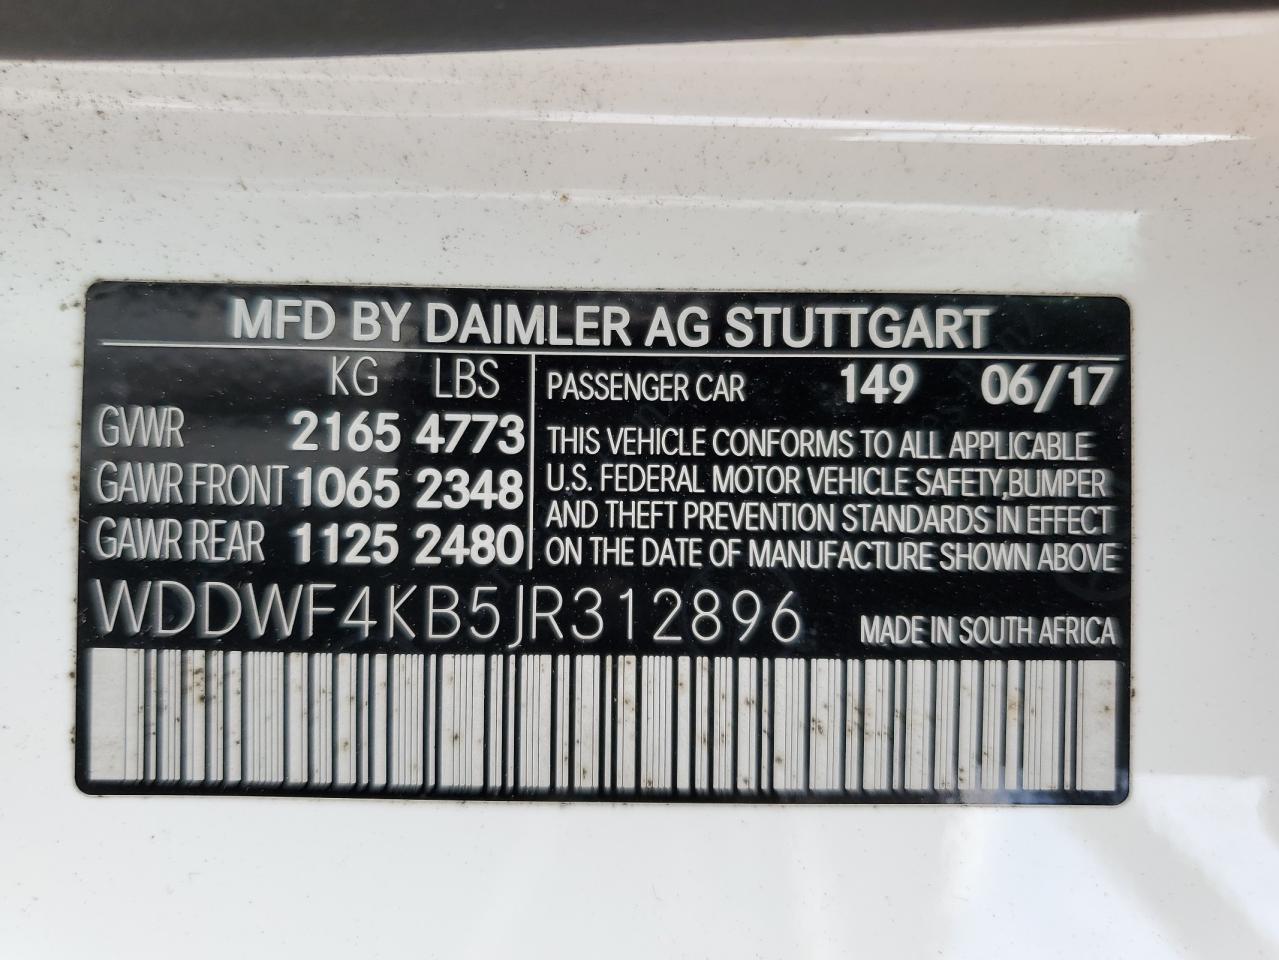 MFD BY DAIMLER AG STUTTGART
KG LBS
GVWR 2165 4773
GAWR FRONT 1065 2348
GAWR REAR 1125 2480
PASSENGER CAR 149 06/17
THIS VEHICLE CONFORMS TO ALL APPLICABLE
U.S. FEDERAL MOTOR VEHICLE SAFETY,BUMPER
AND THEFT PREVENTION STANDARDS IN EFFECT
ON THE DATE OF MANUFACTURE SHOWN ABOVE
WDDWF4KB5JR312896 MADE IN SOUTH AFRICA